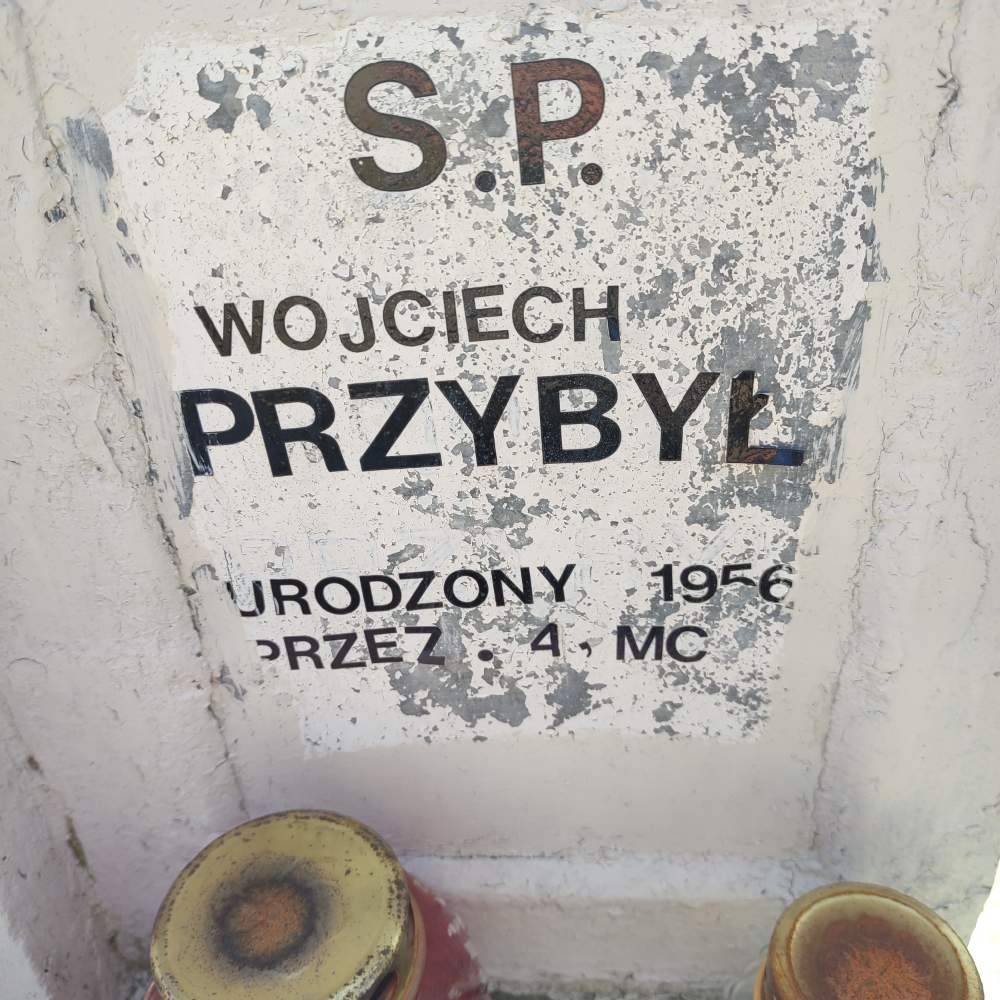 S.P.
WOJCIECH
PRZYBYŁ
URODZONY 1956
PRZEZ. 4, MC